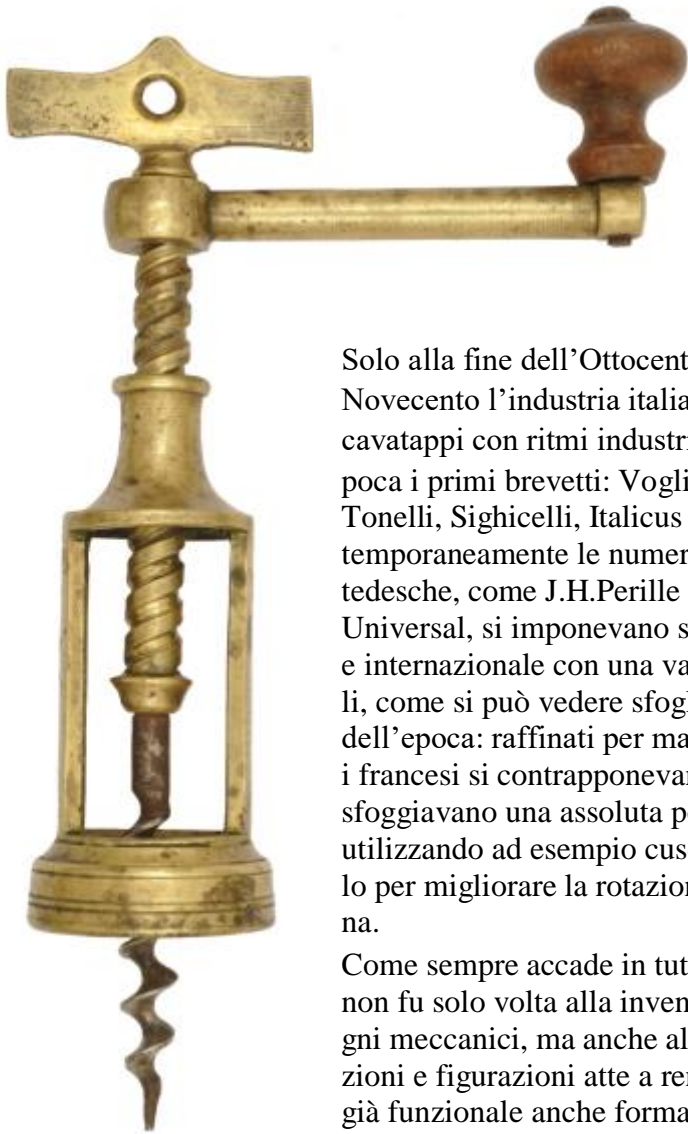 Solo alla fine dell’Ottocent
Novecento l’industria italia
cavatappi con ritmi industri
poca i primi brevetti: Vogli
Tonelli, Sighicelli, Italicus
temporaneamente le numer
tedesche, come J.H.Perille
Universal, si imponevano s
e internazionale con una va
li, come si può vedere sfogl
dell’epoca: raffinati per ma
i francesi si contrapponevan
sfoggiavano una assoluta pe
utilizzando ad esempio cus
lo per migliorare la rotazion
na.
Come sempre accade in tut
non fu solo volta alla inven
gni meccanici, ma anche al
zioni e figurazioni atte a ren
già funzionale anche forma